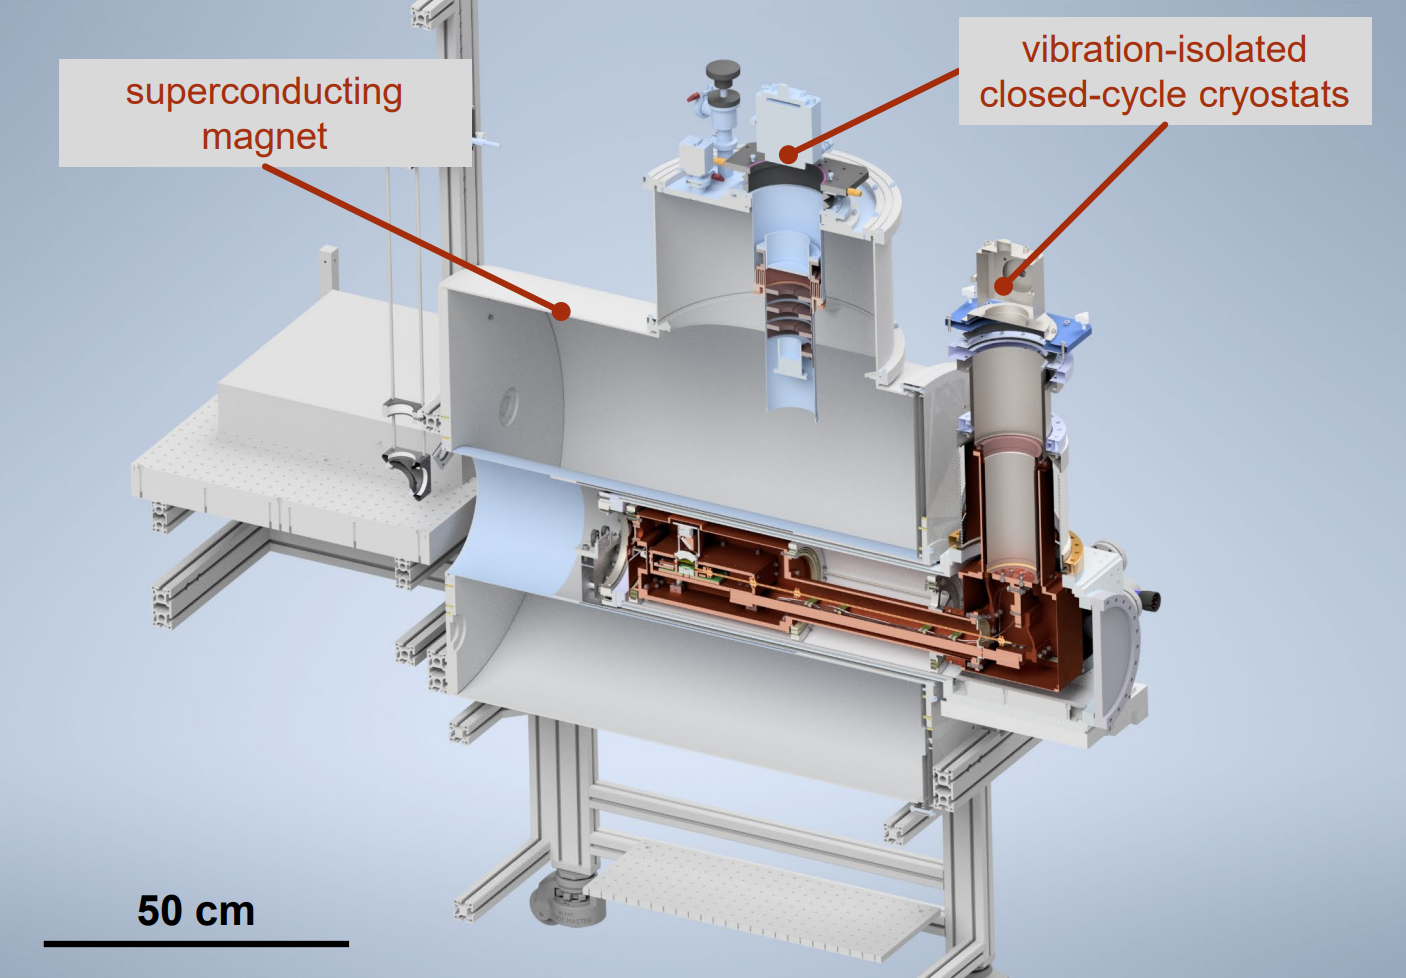 superconducting
magnet
vibration-isolated
closed-cycle cryostats
50 cm